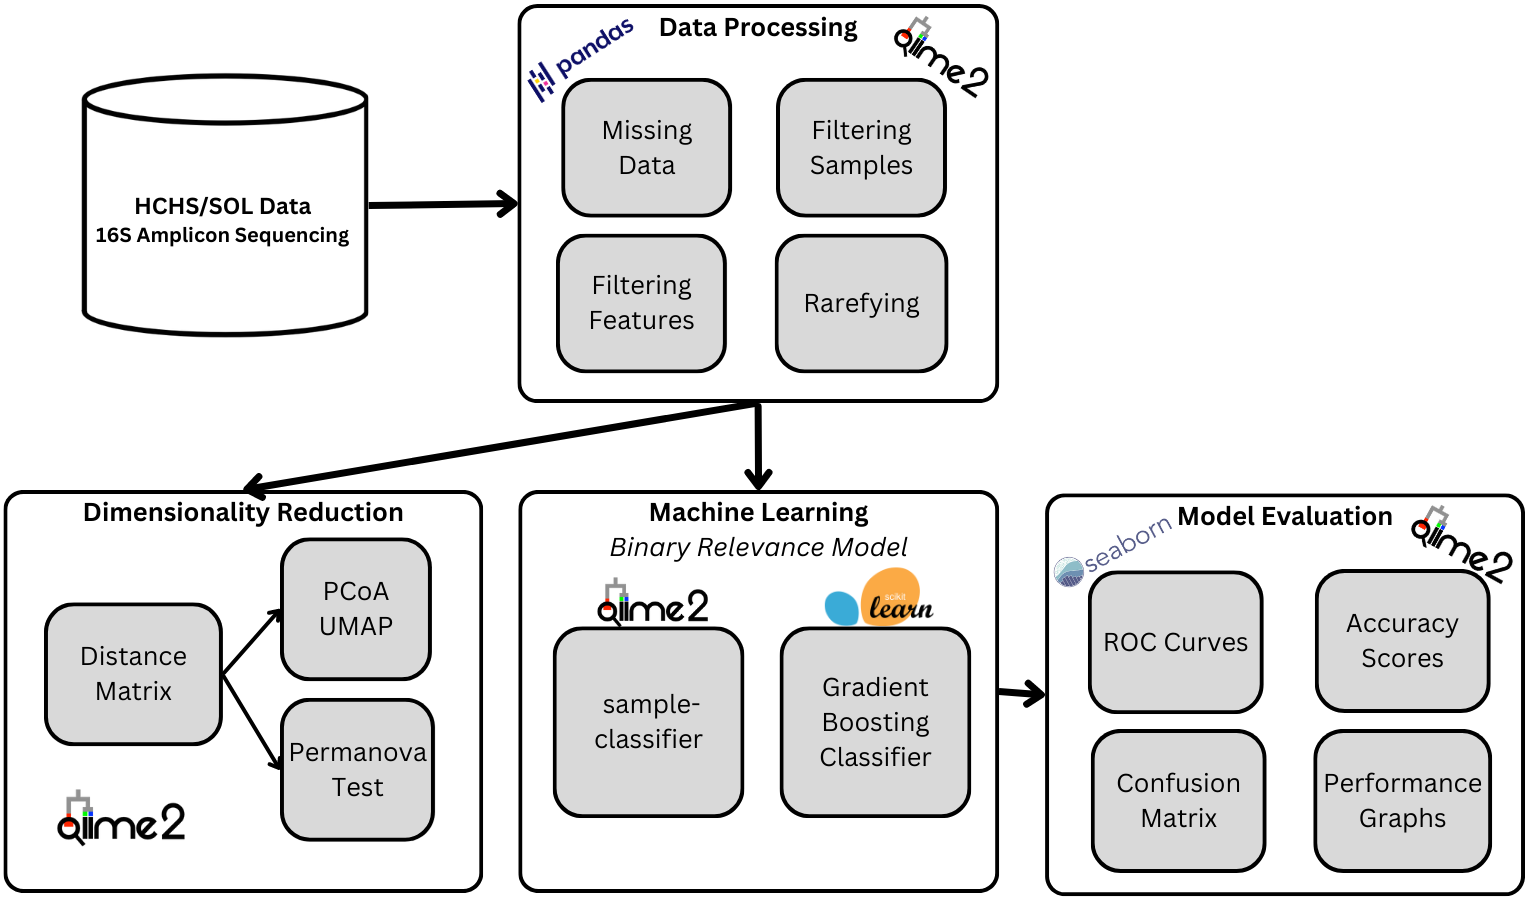 HCHS/SOL Data
16S Amplicon Sequencing
Data Processing
pandas
qiime2
Missing
Data
Filtering
Samples
Filtering
Features
Rarefying
Dimensionality Reduction
Distance
Matrix
PCoA
UMAP
Permanova
Test
qiime2
Machine Learning
Binary Relevance Model
qiime2
scikit
learn
sample-
classifier
Gradient
Boosting
Classifier
Model Evaluation
seaborn
qiime2
ROC Curves
Accuracy
Scores
Confusion
Matrix
Performance
Graphs